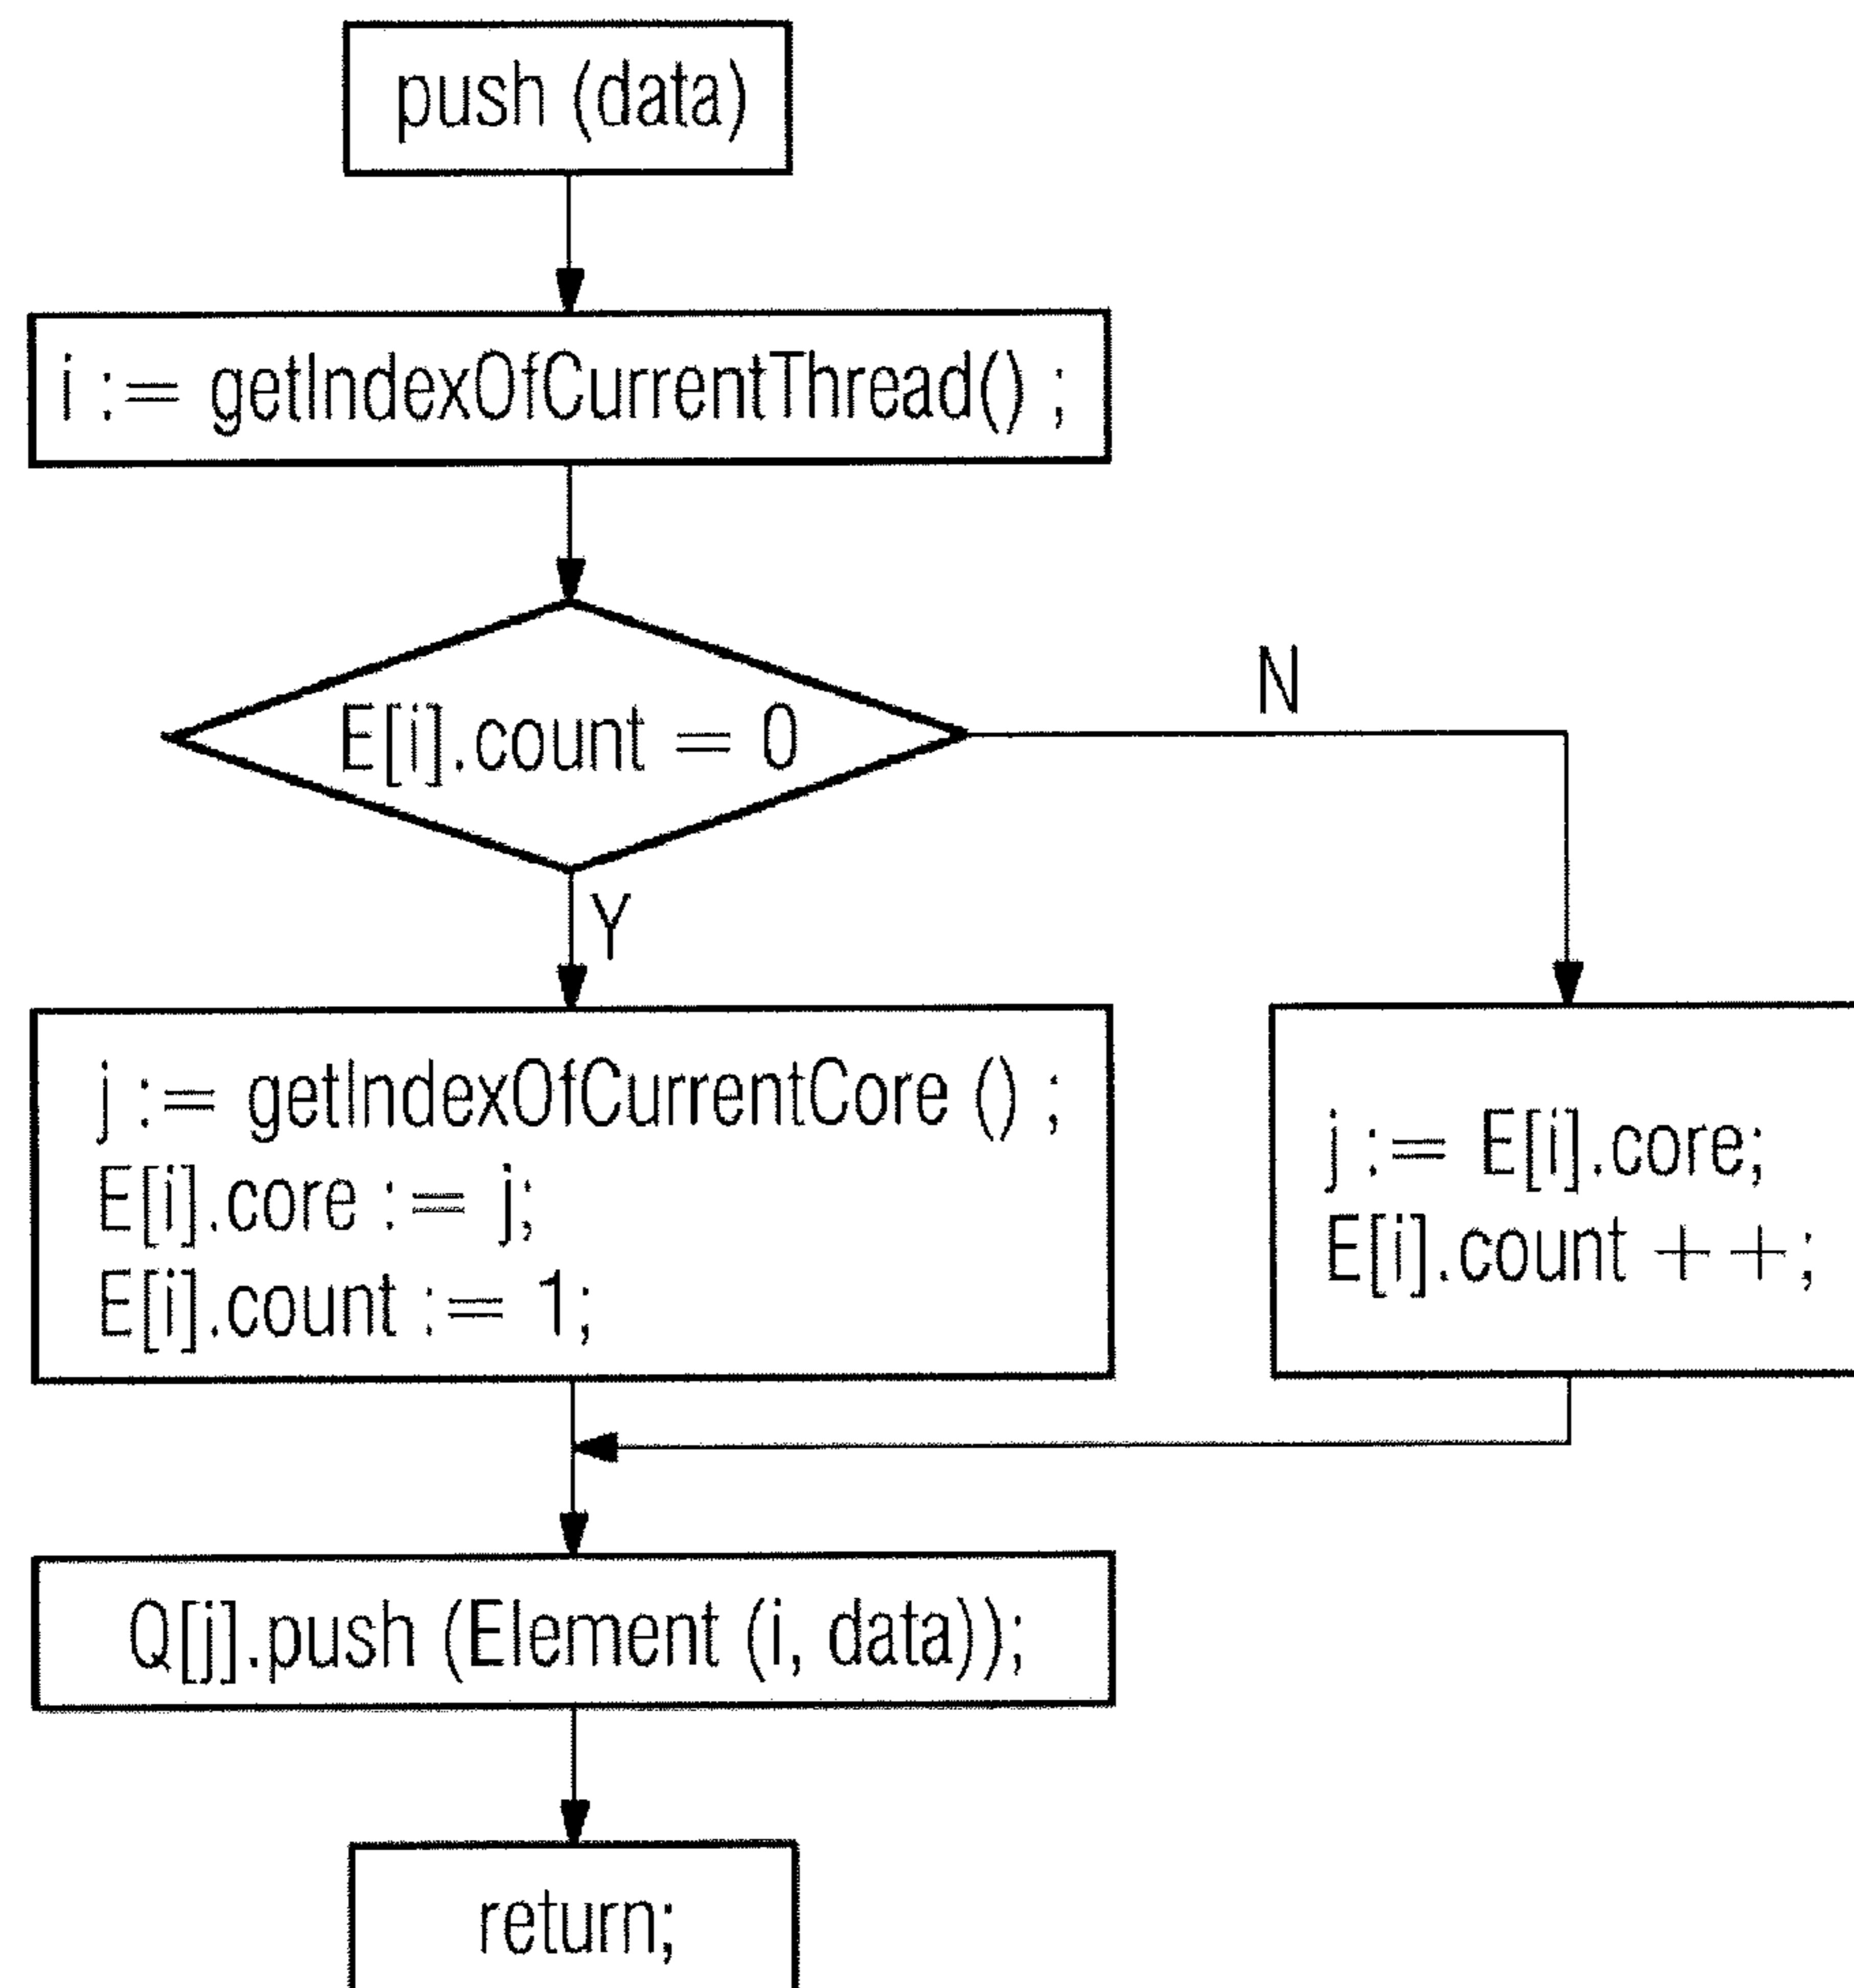 push (data)
i := getIndexOfCurrentThread() ;
E[i].count = 0
N
Y
j := getIndexOfCurrentCore () ;
E[i].core := j;
E[i].count := 1;
j := E[i].core;
E[i].count + +;
Q[j].push (Element (i, data));
return;